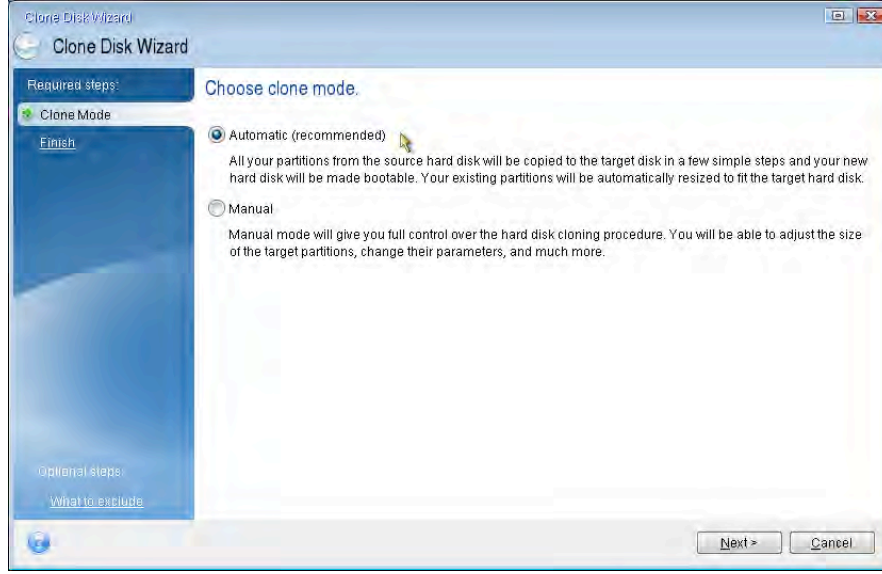 Clone Disk Wizard
Clone Disk Wizard
Required steps:
Clone Mode
Finish
Choose clone mode.
Automatic (recommended)
All your partitions from the source hard disk will be copied to the target disk in a few simple steps and your new
hard disk will be made bootable. Your existing partitions will be automatically resized to fit the target hard disk.
Manual
Manual mode will give you full control over the hard disk cloning procedure. You will be able to adjust the size
of the target partitions, change their parameters, and much more.
Optional steps:
What to exclude
Next >
Cancel